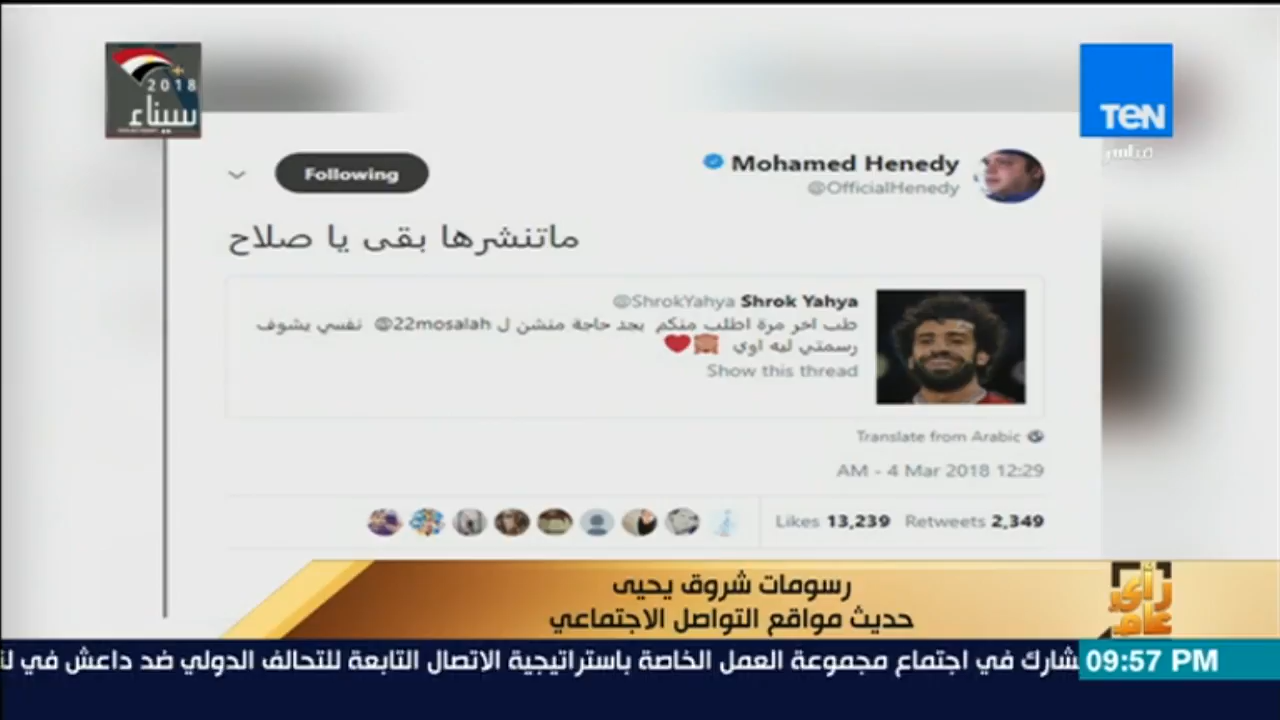 2018
سيناء
TeN
مباشر
Following
Mohamed Henedy
@OfficialHenedy
ماتنشرها بقى يا صلاح
Shrok Yahya @ShrokYahya
طب اخر مرة اطلب منكم بجد حاجة منشن ل @22mosalah نفسي يشوف
رسمتي ليه اوي 🙈❤️
Show this thread
Translate from Arabic
12:29 AM - 4 Mar 2018
2,349 Retweets 13,239 Likes
رسومات شروق يحيى
حديث مواقع التواصل الاجتماعي
رأي عام
شارك في اجتماع مجموعة العمل الخاصة باستراتيجية الاتصال التابعة للتحالف الدولي ضد داعش في
09:57 PM